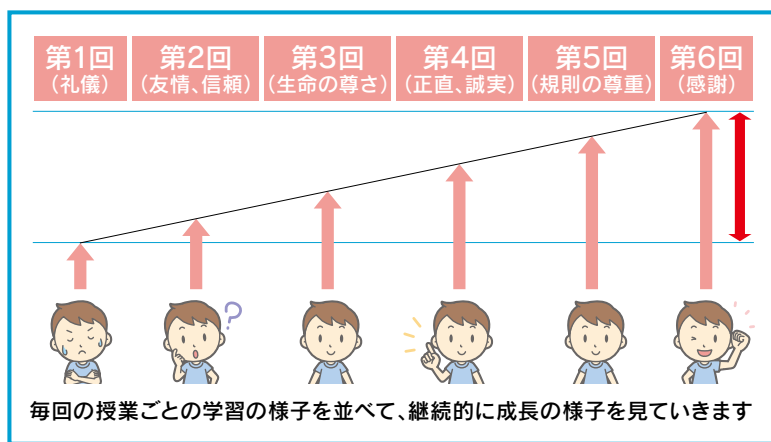 第1回
(礼儀)
第2回
(友情、信頼)
第3回
(生命の尊さ)
第4回
(正直、誠実)
第5回
(規則の尊重)
第6回
(感謝)
?
毎回の授業ごとの学習の様子を並べて、継続的に成長の様子を見ていきます